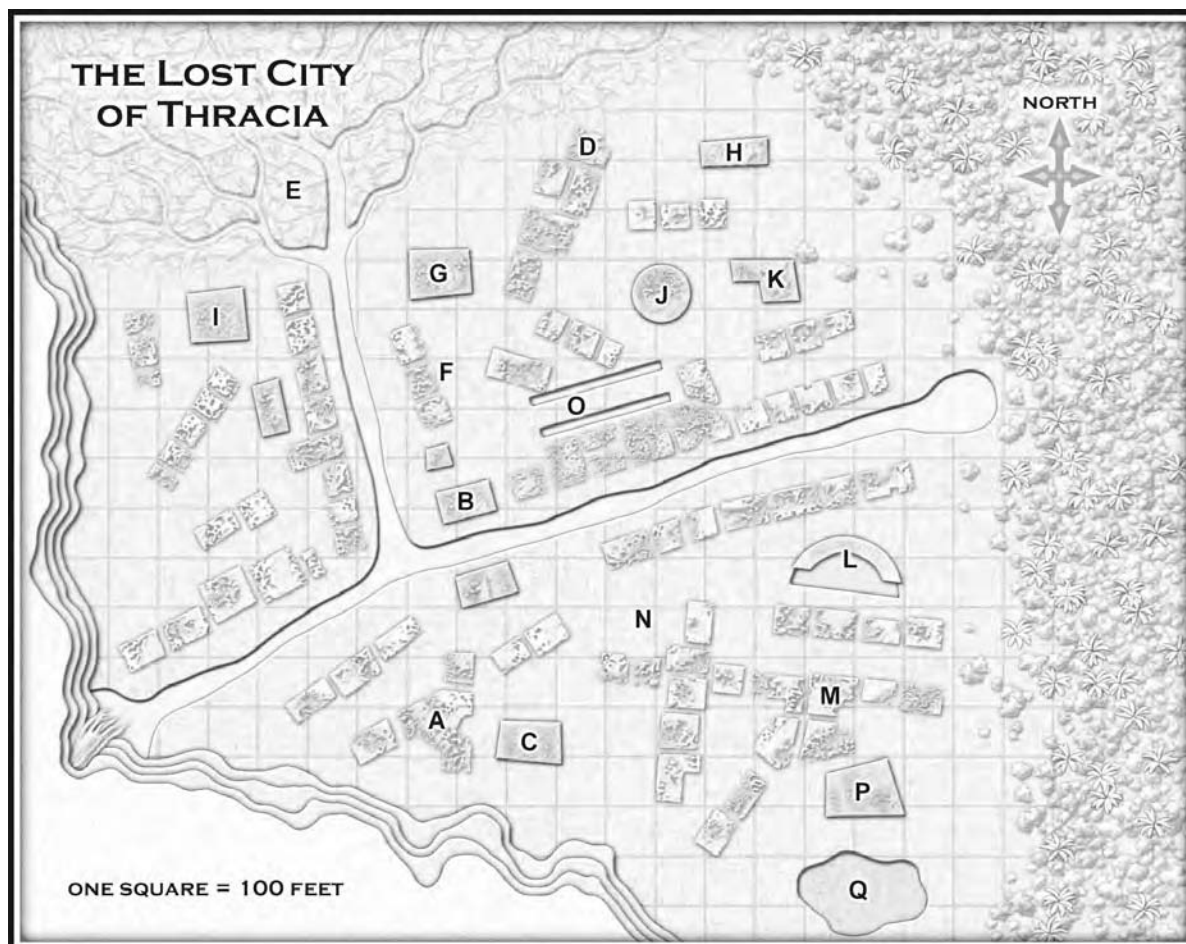 THE LOST CITY
OF THRACIA
NORTH
D
H
E
G
K
J
I
F
O
B
L
N
M
A
C
P
Q
ONE SQUARE = 100 FEET